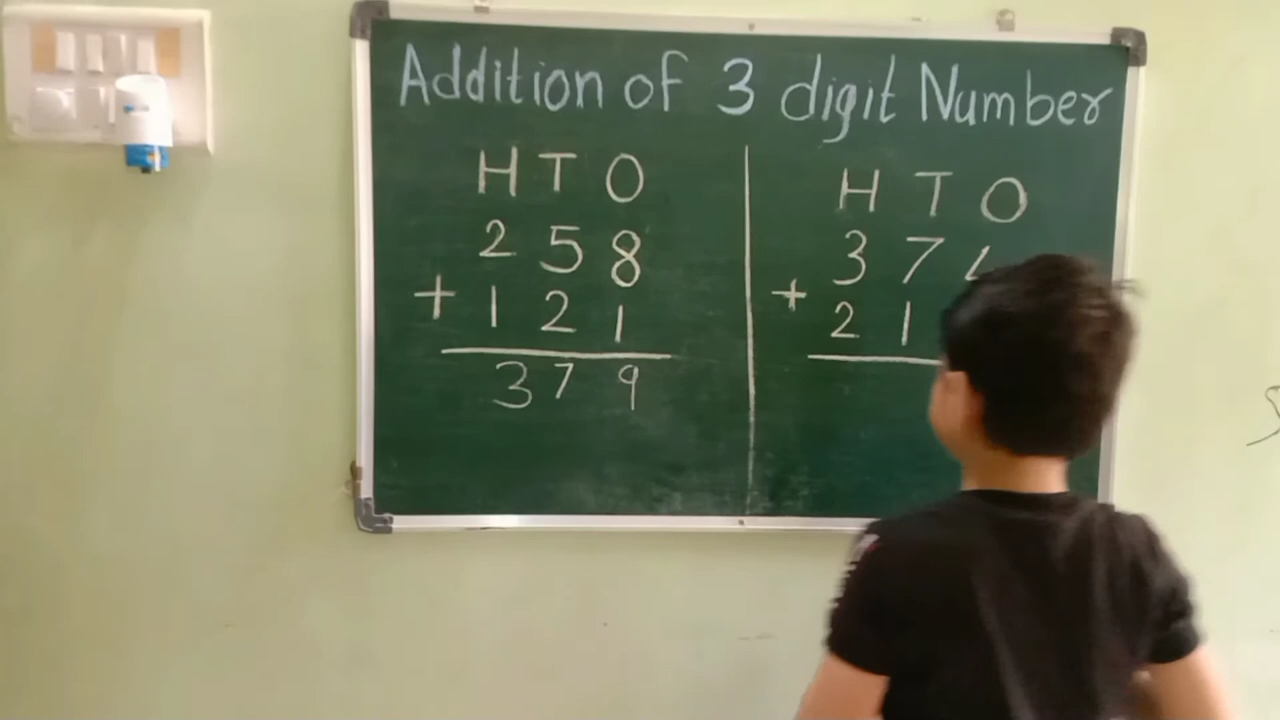 Addition of 3 digit Number
H T O
2 5 8
+ 1 2 1
3 7 9
H T O
3 7
+ 2 1